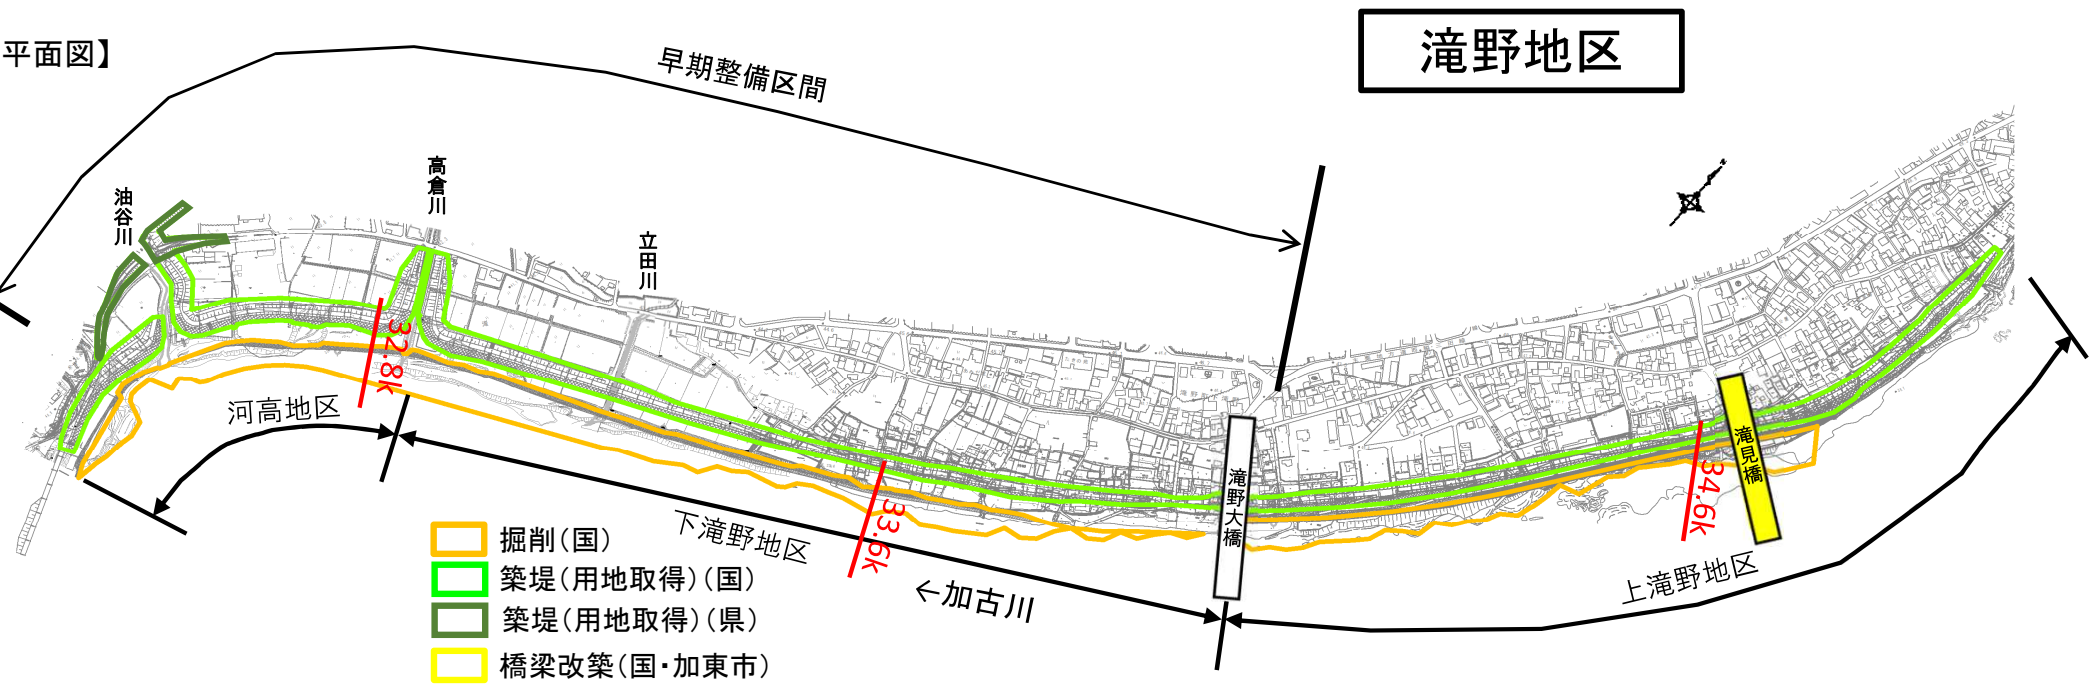 平面図】
滝野地区
早期整備区間
油谷川
高倉川
立田川
32.8k
33.6k
34.6k
滝野大橋
滝見橋
河高地区
下滝野地区
上滝野地区
←加古川
掘削(国)
築堤(用地取得)(国)
築堤(用地取得)(県)
橋梁改築(国・加東市)